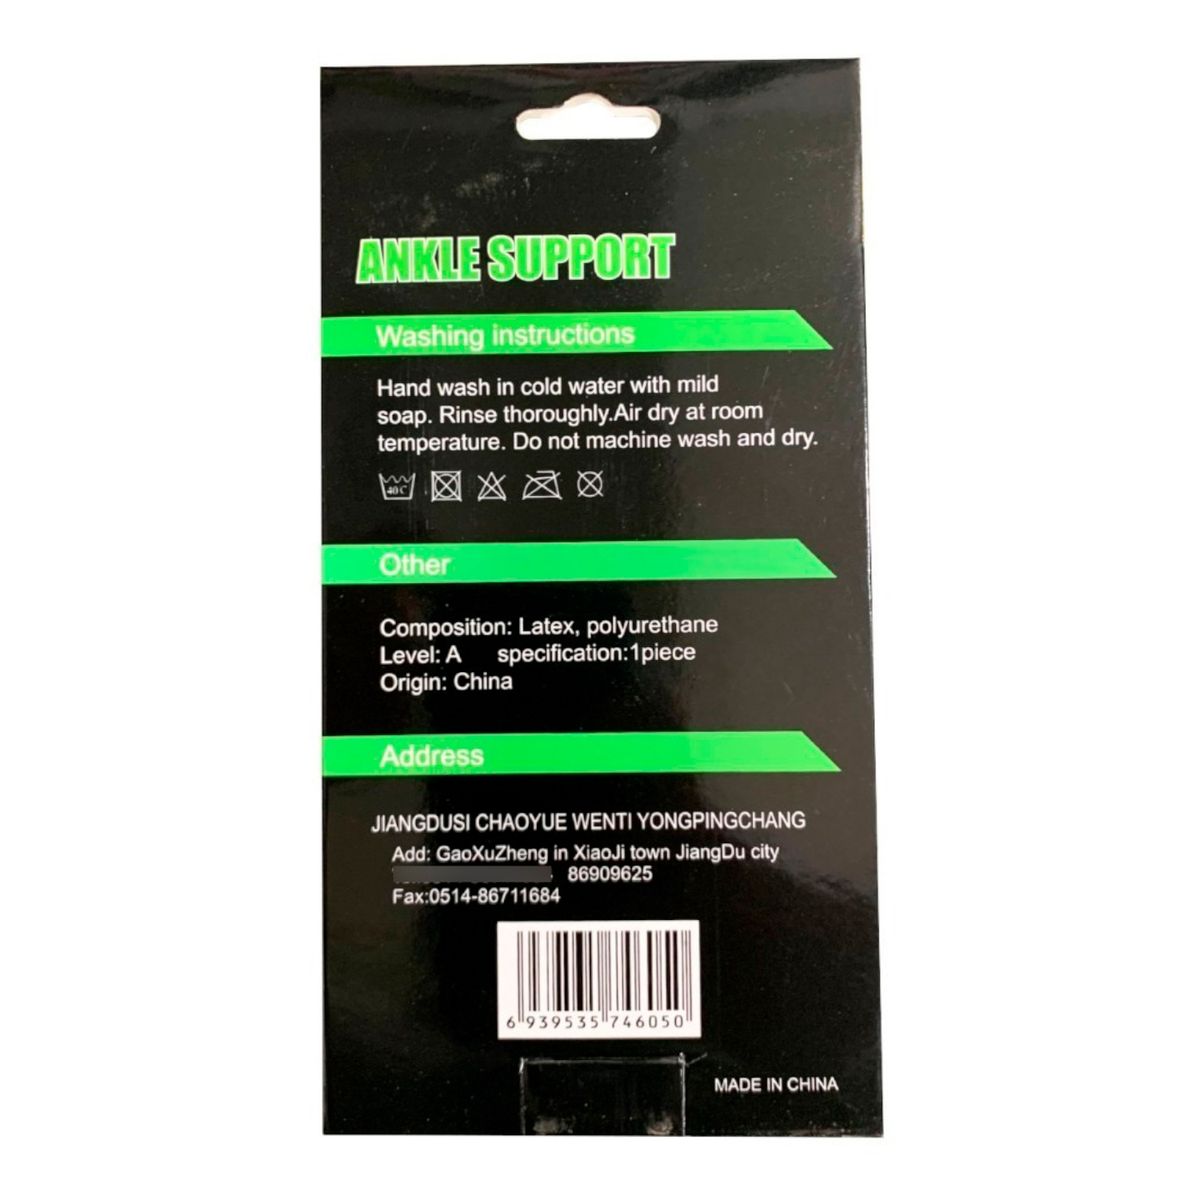 ANKLE SUPPORT
Washing instructions
Hand wash in cold water with mild
soap. Rinse thoroughly.Air dry at room
temperature. Do not machine wash and dry.
40C
Other
Composition: Latex, polyurethane
Level: A specification:1piece
Origin: China
Address
JIANGDUSI CHAOYUE WENTI YONGPINGCHANG
Add: GaoXuZheng in XiaoJi town JiangDu city
86909625
Fax:0514-86711684
6 939535 746050
MADE IN CHINA